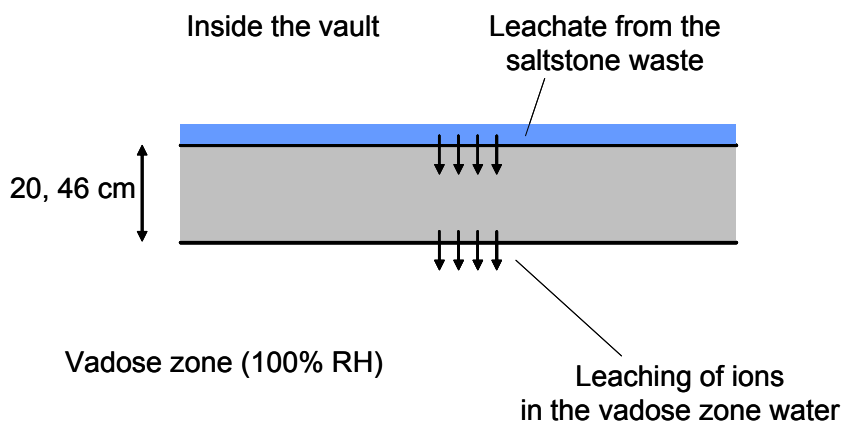 Inside the vault
Leachate from the
saltstone waste
20, 46 cm
Vadose zone (100% RH)
Leaching of ions
in the vadose zone water